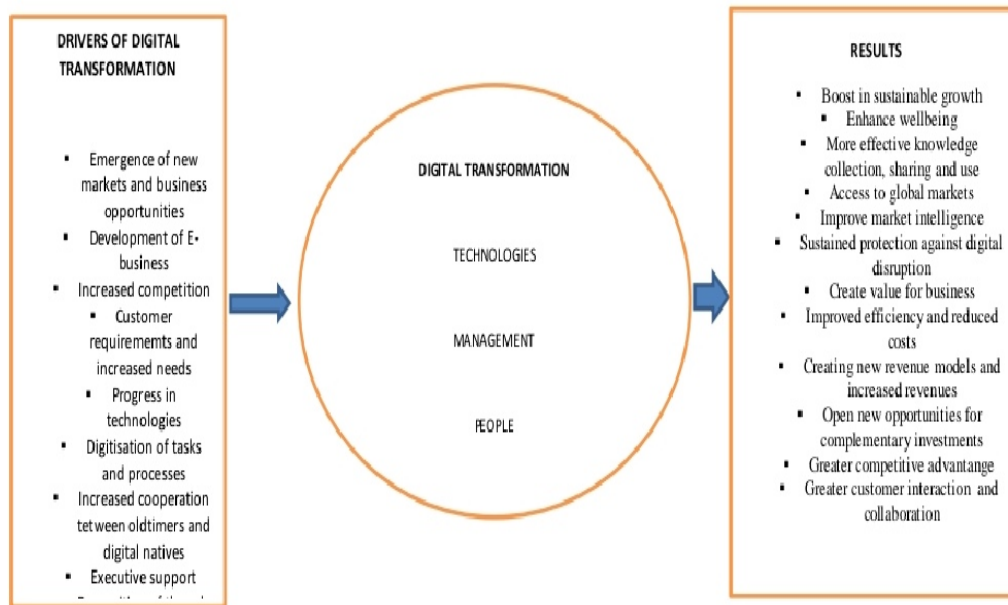 DRIVERS OF DIGITAL
TRANSFORMATION
▪ Emergence of new
markets and business
opportunities
▪ Development of E-
business
▪ Increased competition
▪ Customer
requirememts and
increased needs
▪ Progress in
technologies
▪ Digitisation of tasks
and processes
▪ Increased cooperation
tetween oldtimers and
digital natives
▪ Executive support
DIGITAL TRANSFORMATION
TECHNOLOGIES
MANAGEMENT
PEOPLE
RESULTS
▪ Boost in sustainable growth
▪ Enhance wellbeing
▪ More effective knowledge
collection, sharing and use
▪ Access to global markets
▪ Improve market intelligence
▪ Sustained protection against digital
disruption
▪ Create value for business
▪ Improved efficiency and reduced
costs
▪ Creating new revenue models and
increased revenues
▪ Open new opportunities for
complementary investments
▪ Greater competitive advantange
▪ Greater customer interaction and
collaboration